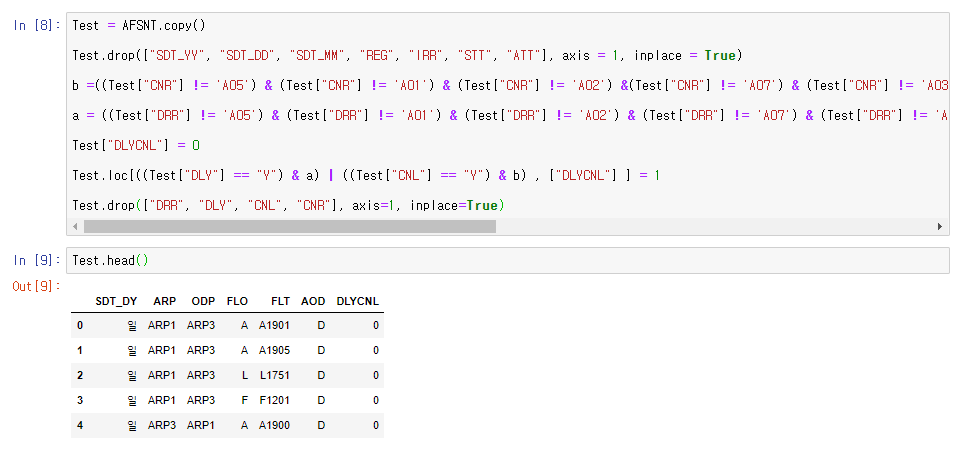 In [8]:
Test = AFSNT.copy()
Test.drop(["SDT_YY", "SDT_DD", "SDT_MM", "REG", "IRR", "STT", "ATT"], axis = 1, inplace = True)
b =((Test["CNR"] != 'A05') & (Test["CNR"] != 'A01') & (Test["CNR"] != 'A02') &(Test["CNR"] != 'A07') & (Test["CNR"] != 'A03
a = ((Test["DRR"] != 'A05') & (Test["DRR"] != 'A01') & (Test["DRR"] != 'A02') & (Test["DRR"] != 'A07') & (Test["DRR"] != 'A
Test["DLYCNL"] = 0
Test.loc[((Test["DLY"] == "Y") & a) | ((Test["CNL"] == "Y") & b) , ["DLYCNL"] ] = 1
Test.drop(["DRR", "DLY", "CNL", "CNR"], axis=1, inplace=True)
In [9]:
Test.head()
Out[9]:
SDT_DY ARP ODP FLO FLT AOD DLYCNL
0 일 ARP1 ARP3 A A1901 D 0
1 일 ARP1 ARP3 A A1905 D 0
2 일 ARP1 ARP3 L L1751 D 0
3 일 ARP1 ARP3 F F1201 D 0
4 일 ARP3 ARP1 A A1900 D 0